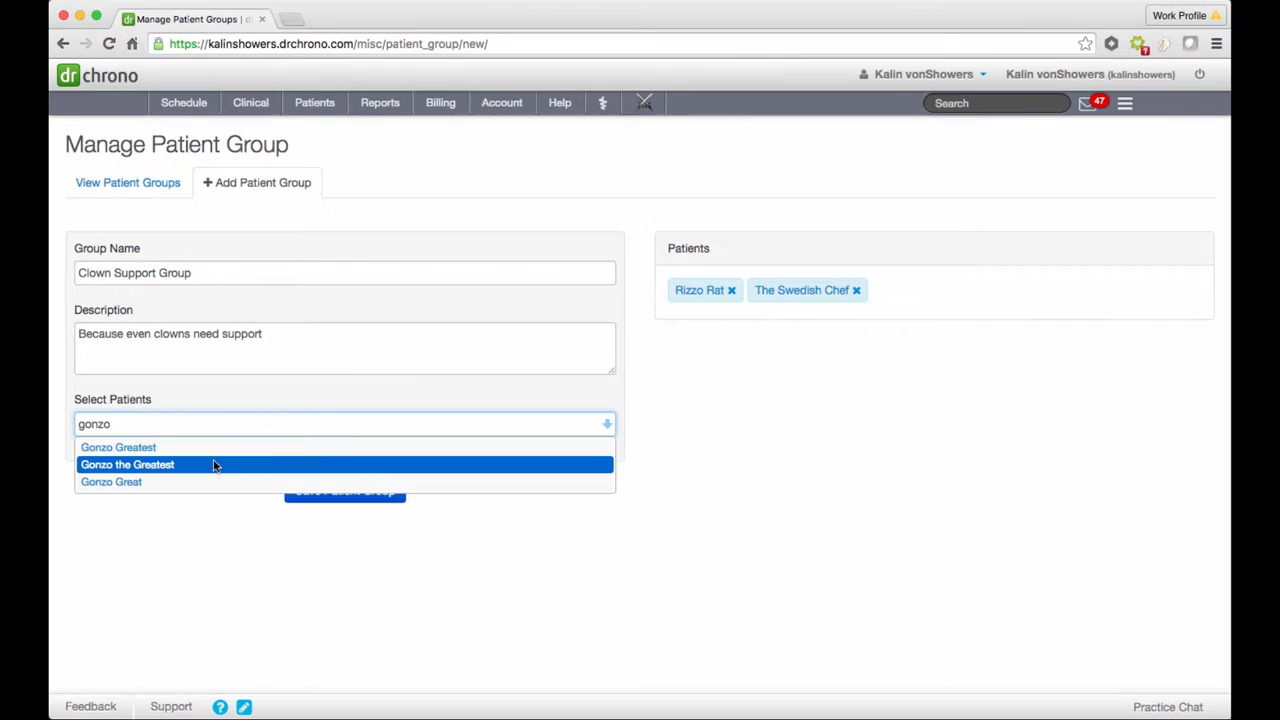 Manage Patient Groups | d
Work Profile
https://kalinshowers.drchrono.com/misc/patient_group/new/
dr chrono
Kalin vonShowers
Kalin vonShowers (kalinshowers)
Schedule
Clinical
Patients
Reports
Billing
Account
Help
Search
47
Manage Patient Group
View Patient Groups
+ Add Patient Group
Group Name
Clown Support Group
Description
Because even clowns need support
Select Patients
gonzo
Gonzo Greatest
Gonzo the Greatest
Gonzo Great
Patients
Rizzo Rat ×
The Swedish Chef ×
Feedback
Support
?
Practice Chat